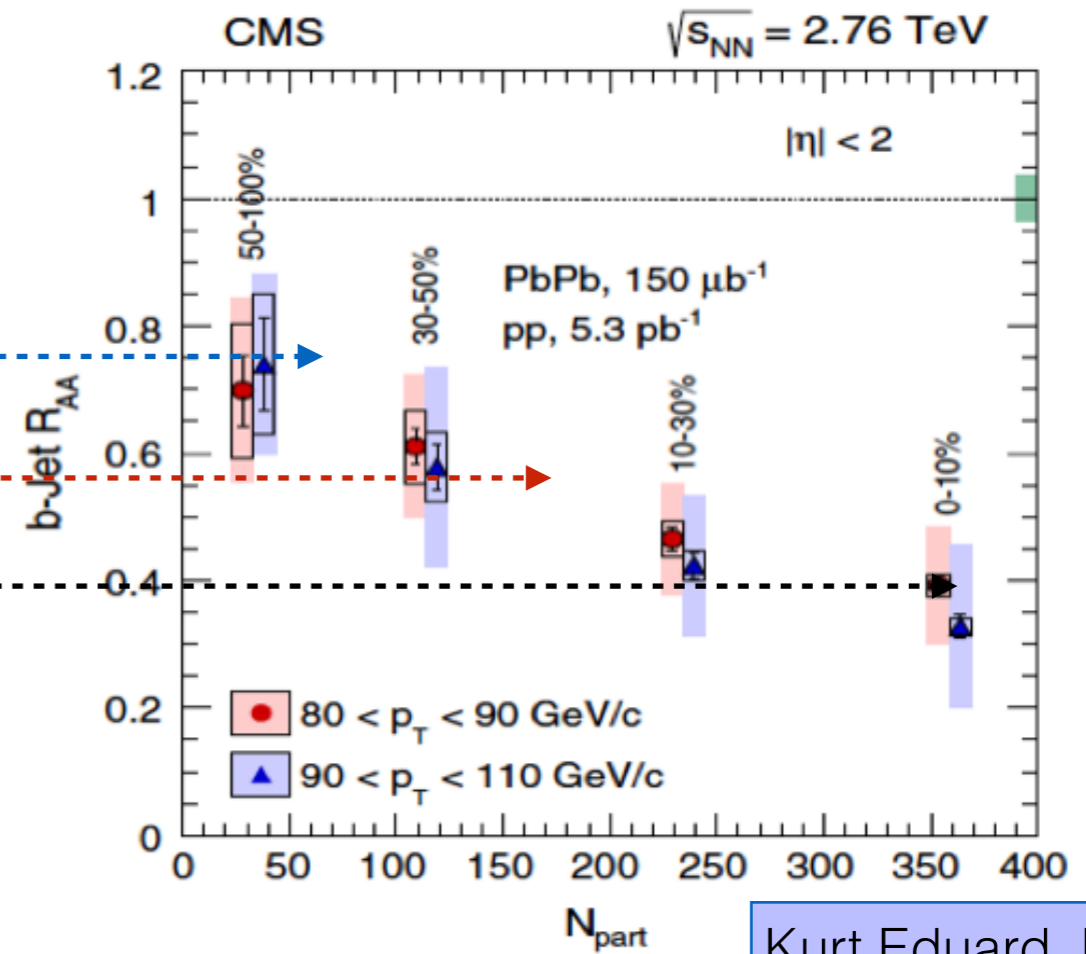 CMS
√sNN = 2.76 TeV
|η| < 2
50-100%
30-50%
PbPb, 150 μb-1
pp, 5.3 pb-1
10-30%
0-10%
b-Jet RAA
1.2
1
0.8
0.6
0.4
0.2
0
80 < pT < 90 GeV/c
90 < pT < 110 GeV/c
0 50 100 150 200 250 300 350 400
Npart
Kurt Eduard